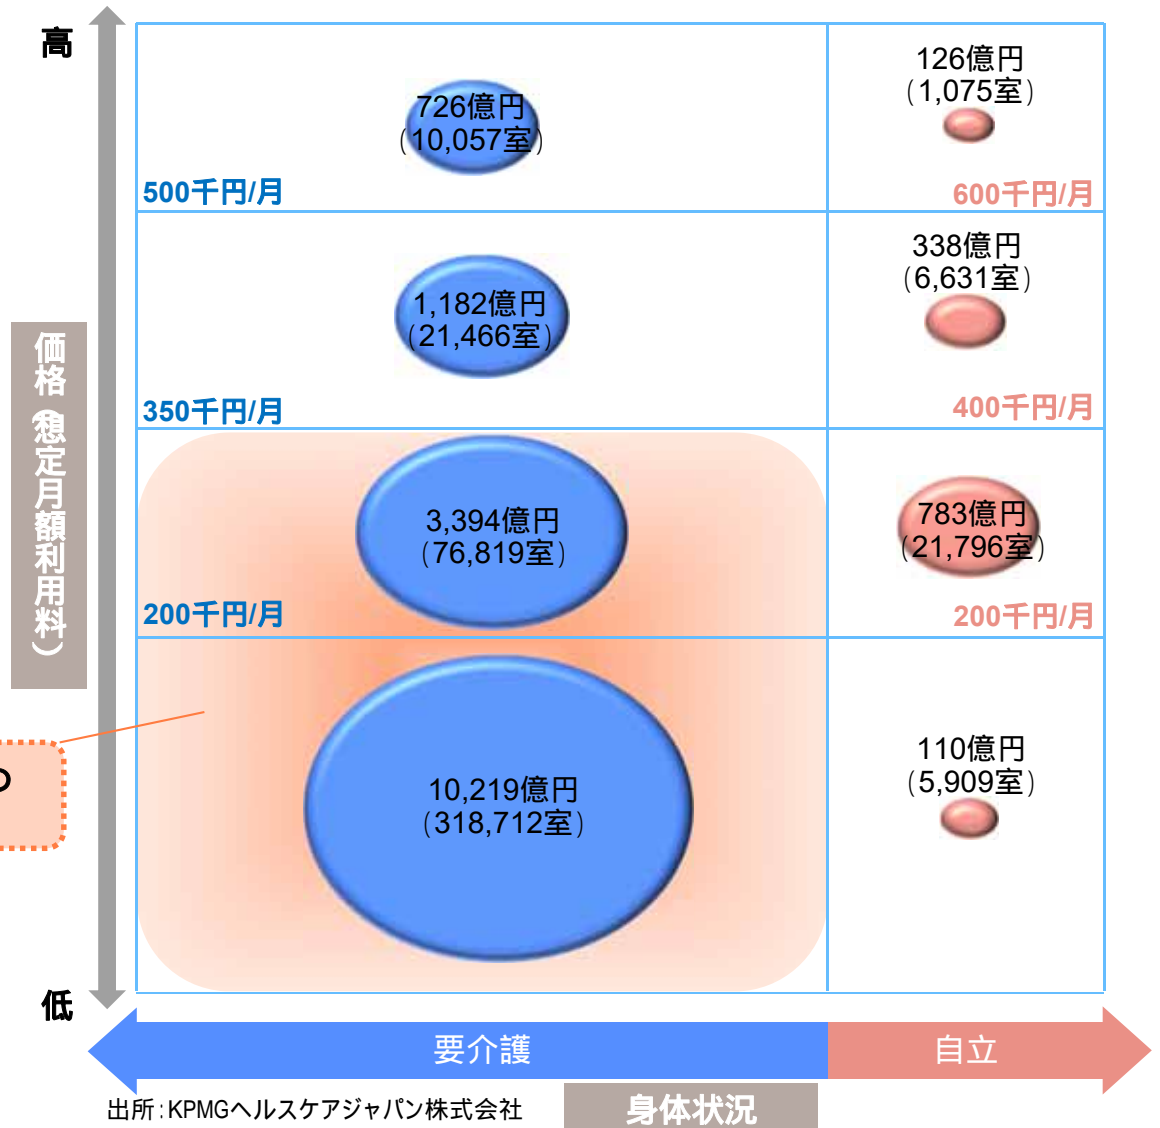 高
726億円
(10,057室)
126億円
(1,075室)
500千円/月
600千円/月
1,182億円
(21,466室)
338億円
(6,631室)
350千円/月
400千円/月
価格(想定月額利用料)
3,394億円
(76,819室)
783億円
(21,796室)
200千円/月
200千円/月
の
10,219億円
(318,712室)
110億円
(5,909室)
低
要介護
自立
出所:KPMGヘルスケアジャパン株式会社
身体状況